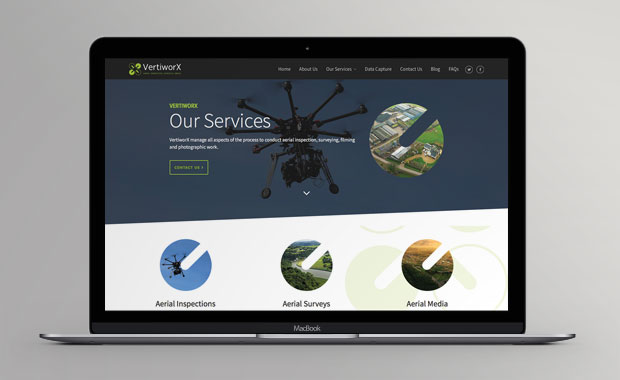 VertiworX
Home About Us Our Services Data Capture Contact Us Blog FAQs
VERTIWORX
Our Services
VertiworX manage all aspects of the process to conduct aerial inspection, surveying, filming
and photographic work.
CONTACT US >
Aerial Inspections Aerial Surveys Aerial Media
MacBook